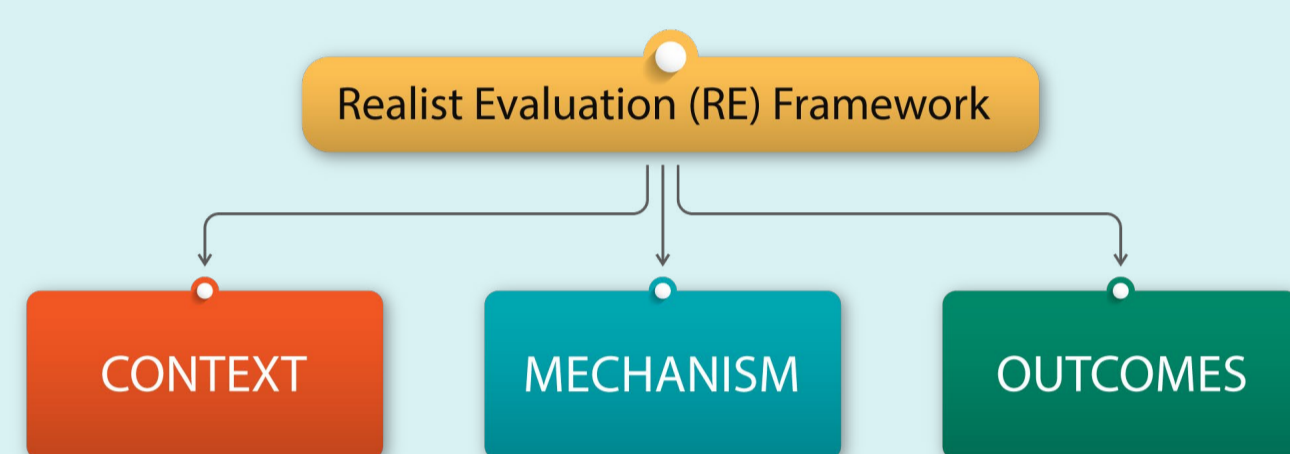 Realist Evaluation (RE) Framework
CONTEXT
MECHANISM
OUTCOMES